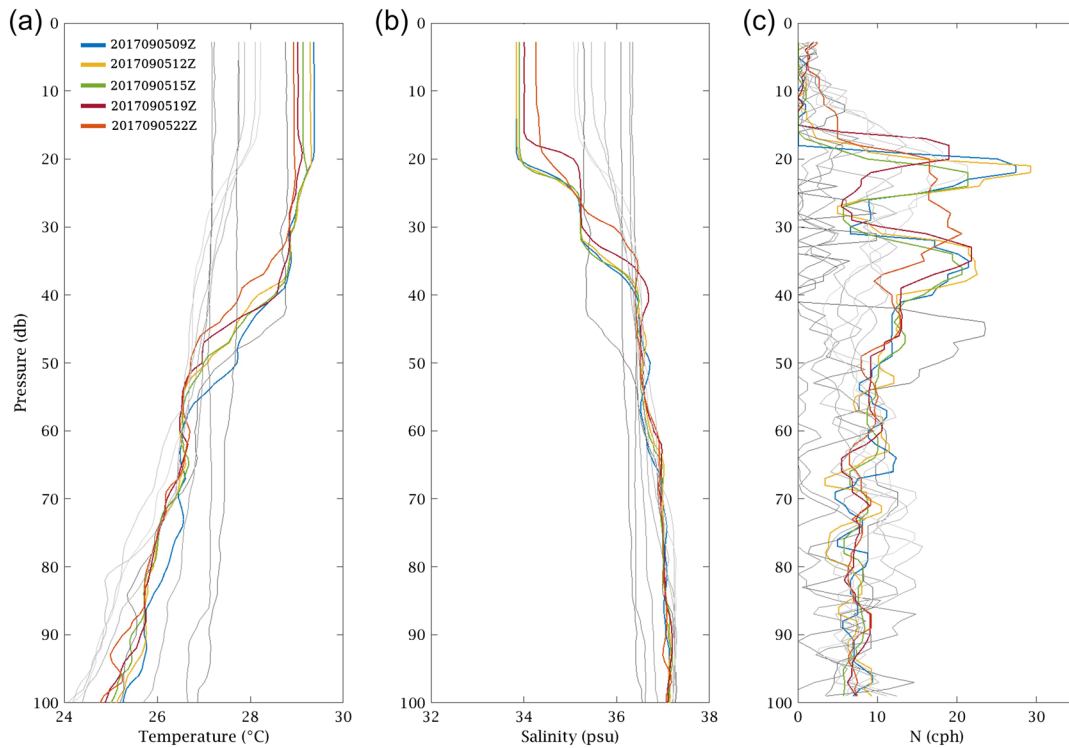 (a)
0
10
20
30
40
50
60
70
80
90
100
Pressure (db)
2017090509Z
2017090512Z
2017090515Z
2017090519Z
2017090522Z
24 26 28 30
Temperature (°C)
(b)
0
10
20
30
40
50
60
70
80
90
100
32 34 36 38
Salinity (psu)
(c)
0
10
20
30
40
50
60
70
80
90
100
0 10 20 30
N (cph)